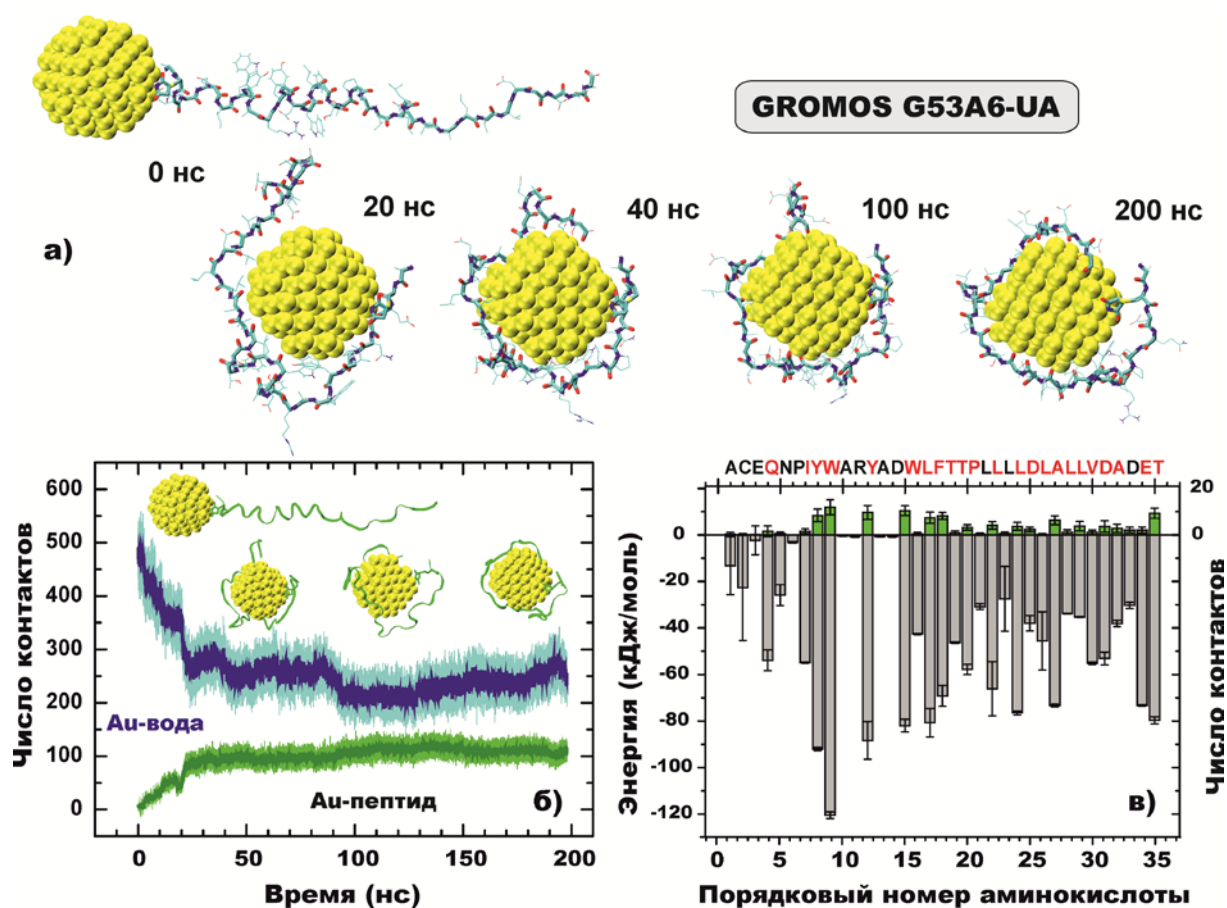 GROMOS G53A6-UA
0 нс
20 нс
40 нс
100 нс
200 нс
а)
Число контактов
600
500
400
300
200
100
0
Au-вода
Au-пептид
б)
0 50 100 150 200
Время (нс)
ACEQNPIYWARYADWLFTTPLLLLDLALLVDADET
Энергия (кДж/моль)
0
-20
-40
-60
-80
-100
-120
20
0
Число контактов
в)
0 5 10 15 20 25 30 35
Порядковый номер аминокислоты